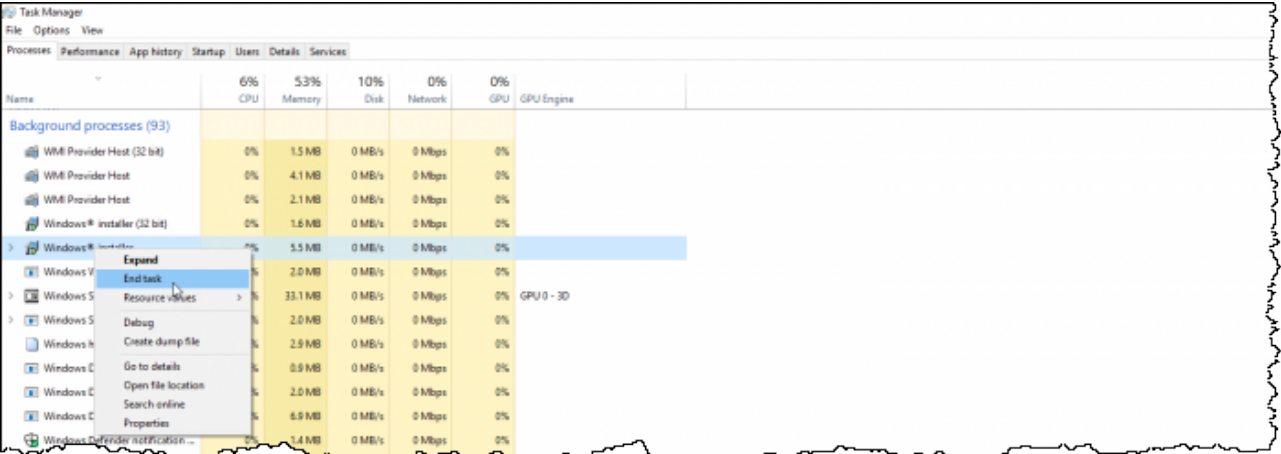 Task Manager
File Options View
Processes Performance App history Startup Users Details Services
6% 53% 10% 0% 0%
Name CPU Memory Disk Network GPU GPU Engine
Background processes (93)
WMI Provider Host (32 bit) 0% 1.5 MB 0 MB/s 0 Mbps 0%
WMI Provider Host 0% 4.1 MB 0 MB/s 0 Mbps 0%
WMI Provider Host 0% 2.1 MB 0 MB/s 0 Mbps 0%
Windows® installer (32 bit) 0% 1.6 MB 0 MB/s 0 Mbps 0%
Windows® installer 0% 5.5 MB 0 MB/s 0 Mbps 0%
Expand
Windows 2.0 MB 0 MB/s 0 Mbps 0%
End task
Windows S % 33.1 MB 0 MB/s 0 Mbps 0% GPU 0 - 3D
Resource values
Windows S % 2.0 MB 0 MB/s 0 Mbps 0%
Debug
Windows h % 2.9 MB 0 MB/s 0 Mbps 0%
Create dump file
Windows D % 0.9 MB 0 MB/s 0 Mbps 0%
Go to details
Windows D % 2.0 MB 0 MB/s 0 Mbps 0%
Open file location
Search online
Windows D % 6.9 MB 0 MB/s 0 Mbps 0%
Properties
Windows Defender notification ... 0% 1.4 MB 0 MB/s 0 Mbps 0%